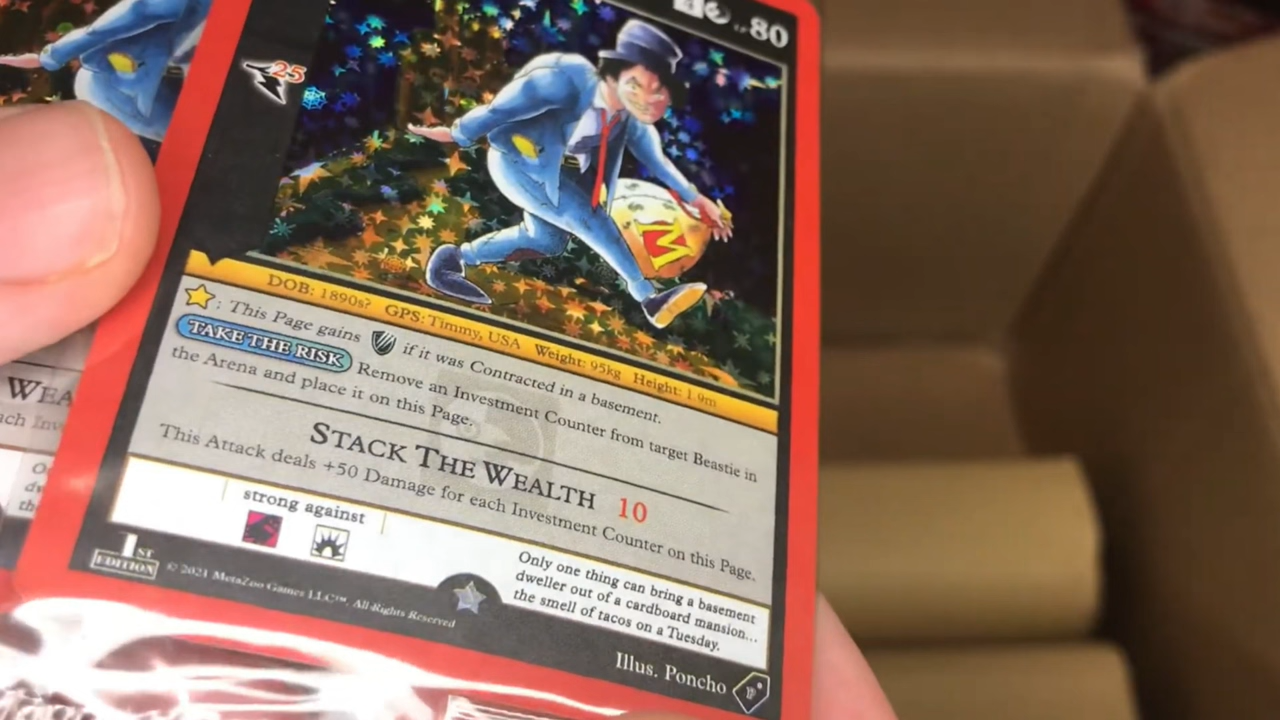 LP 80
25
M
DOB: 1890s? GPS: Timmy, USA Weight: 95kg Height: 1.9m
: This Page gains if it was Contracted in a basement.
TAKE THE RISK Remove an Investment Counter from target Beastie in
the Arena and place it on this Page.
STACK THE WEALTH 10
This Attack deals +50 Damage for each Investment Counter on this Page.
strong against
Only one thing can bring a basement
dweller out of a cardboard mansion...
the smell of tacos on a Tuesday.
1ST
EDITION
© 2021 MetaZoo Games LLC™. All Rights Reserved
Illus. Poncho
P
WEA
ach Inv